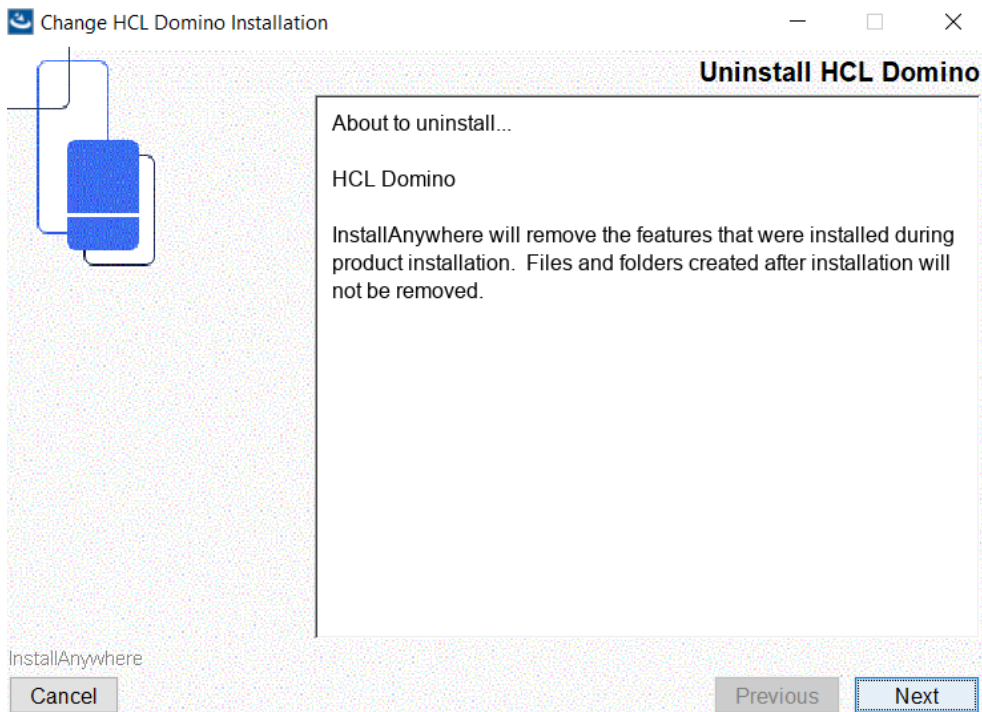 Change HCL Domino Installation
Uninstall HCL Domino
About to uninstall...
HCL Domino
InstallAnywhere will remove the features that were installed during
product installation.  Files and folders created after installation will
not be removed.
InstallAnywhere
Cancel
Previous
Next